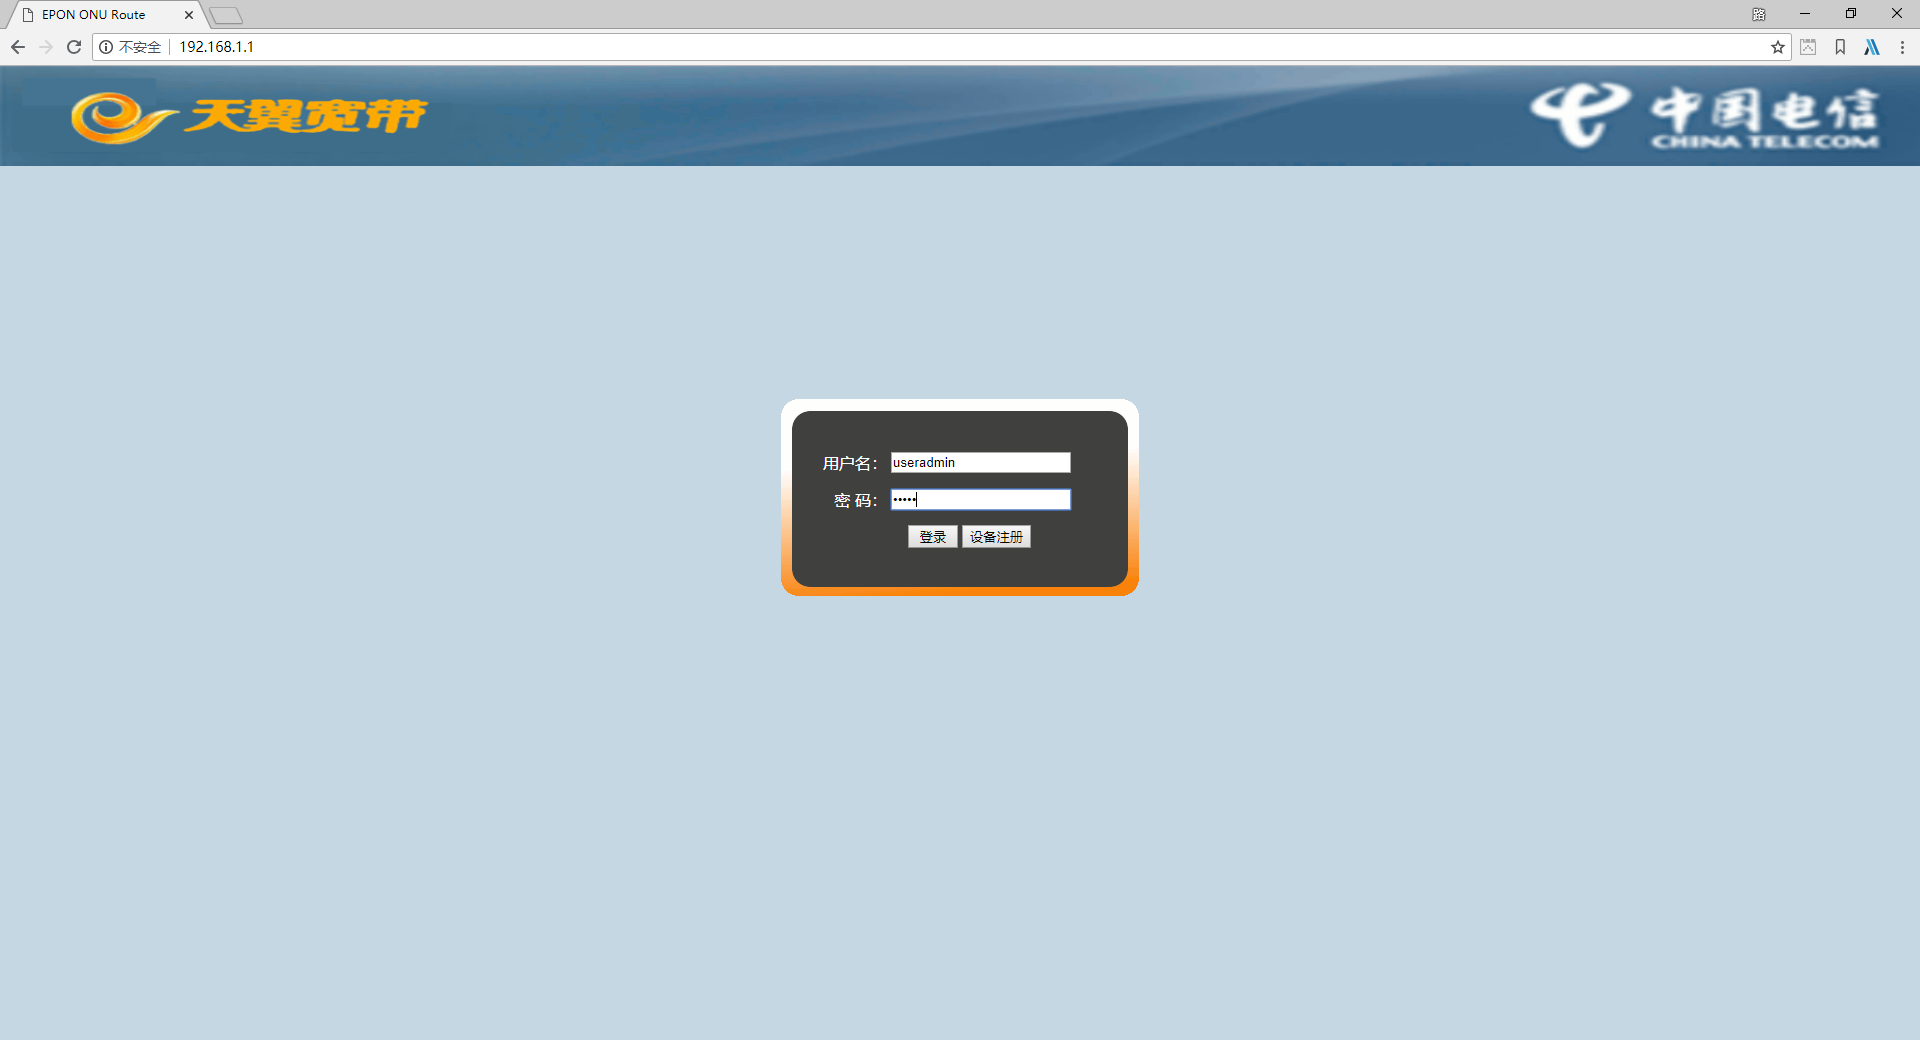 EPON ONU Route
路
不安全
192.168.1.1
天翼宽带
中国电信
CHINA TELECOM
用户名：
useradmin
密 码：
•••••
登录
设备注册